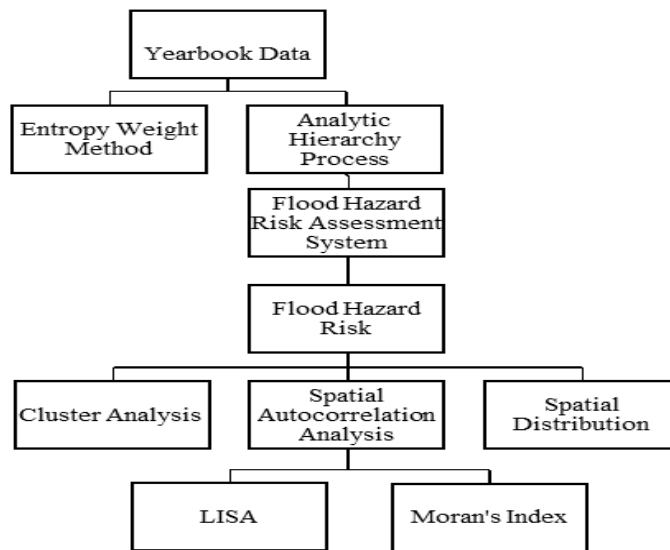 Yearbook Data
Entropy Weight
Method
Analytic
Hierarchy
Process
Flood Hazard
Risk Assessment
System
Flood Hazard
Risk
Cluster Analysis
Spatial
Autocorrelation
Analysis
Spatial
Distribution
LISA
Moran's Index